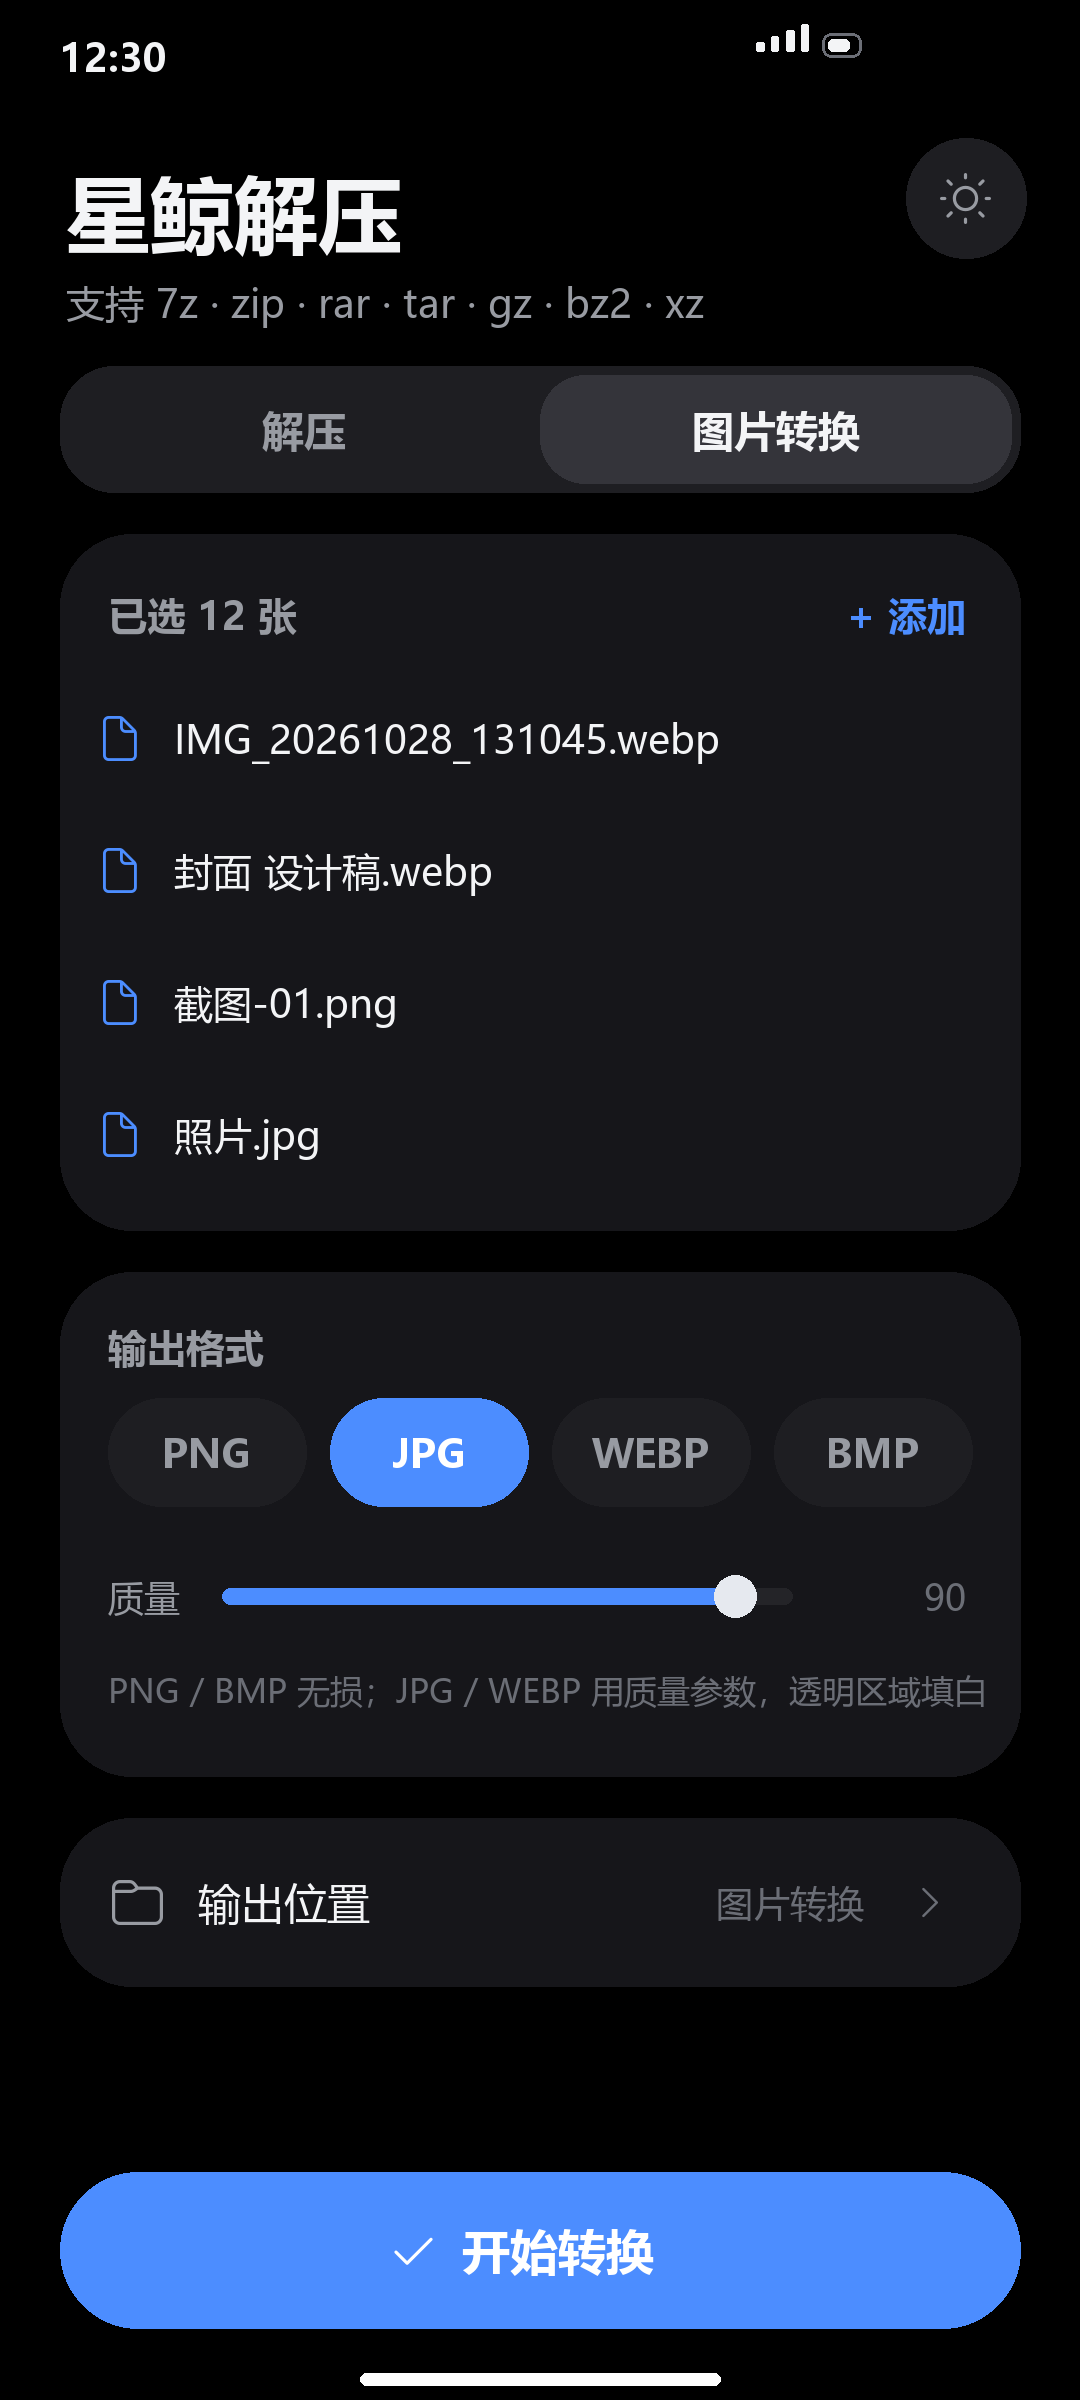 12:30
星鲸解压
支持 7z · zip · rar · tar · gz · bz2 · xz
解压 图片转换
已选 12 张 + 添加
IMG_20261028_131045.webp
封面 设计稿.webp
截图-01.png
照片.jpg
输出格式
PNG JPG WEBP BMP
质量 90
PNG / BMP 无损；JPG / WEBP 用质量参数，透明区域填白
输出位置 图片转换
开始转换